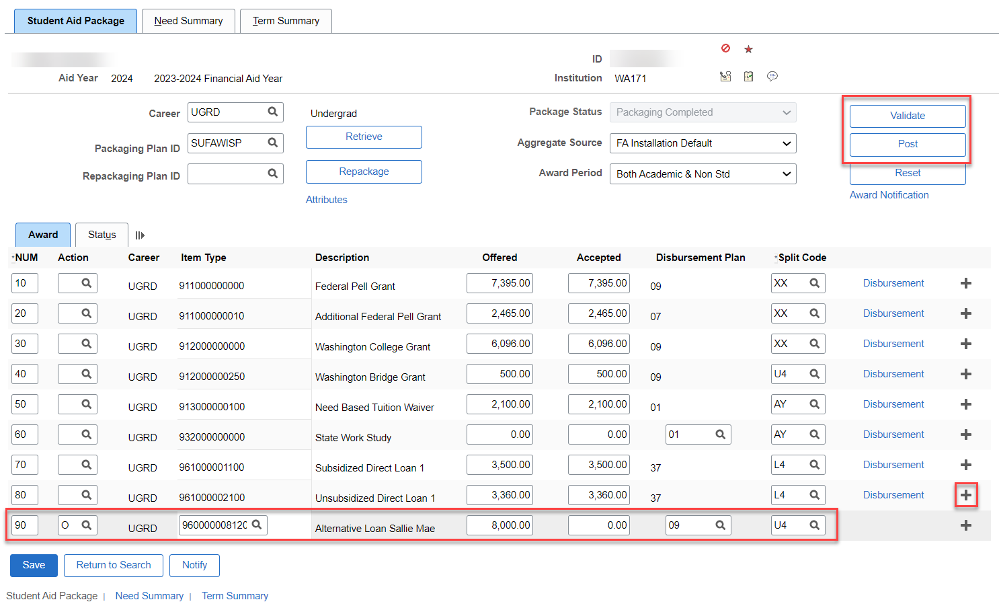 Student Aid Package Need Summary Term Summary
ID
Aid Year 2024 2023-2024 Financial Aid Year Institution WA171
Career UGRD Undergrad Package Status Packaging Completed Validate
Retrieve
Packaging Plan ID SUFAWISP Aggregate Source FA Installation Default Post
Repackaging Plan ID Repackage Award Period Both Academic & Non Std Reset
Attributes Award Notification
Award Status
*NUM Action Career Item Type Description Offered Accepted Disbursement Plan *Split Code
10 UGRD 911000000000 Federal Pell Grant 7,395.00 7,395.00 09 XX Disbursement
20 UGRD 911000000010 Additional Federal Pell Grant 2,465.00 2,465.00 07 XX Disbursement
30 UGRD 912000000000 Washington College Grant 6,096.00 6,096.00 09 XX Disbursement
40 UGRD 912000000250 Washington Bridge Grant 500.00 500.00 09 U4 Disbursement
50 UGRD 913000000100 Need Based Tuition Waiver 2,100.00 2,100.00 01 AY Disbursement
60 UGRD 932000000000 State Work Study 0.00 0.00 01 AY Disbursement
70 UGRD 961000001100 Subsidized Direct Loan 1 3,500.00 3,500.00 37 L4 Disbursement
80 UGRD 961000002100 Unsubsidized Direct Loan 1 3,360.00 3,360.00 37 L4 Disbursement
90 O UGRD 960000008120 Alternative Loan Sallie Mae 8,000.00 0.00 09 U4
Save Return to Search Notify
Student Aid Package | Need Summary | Term Summary